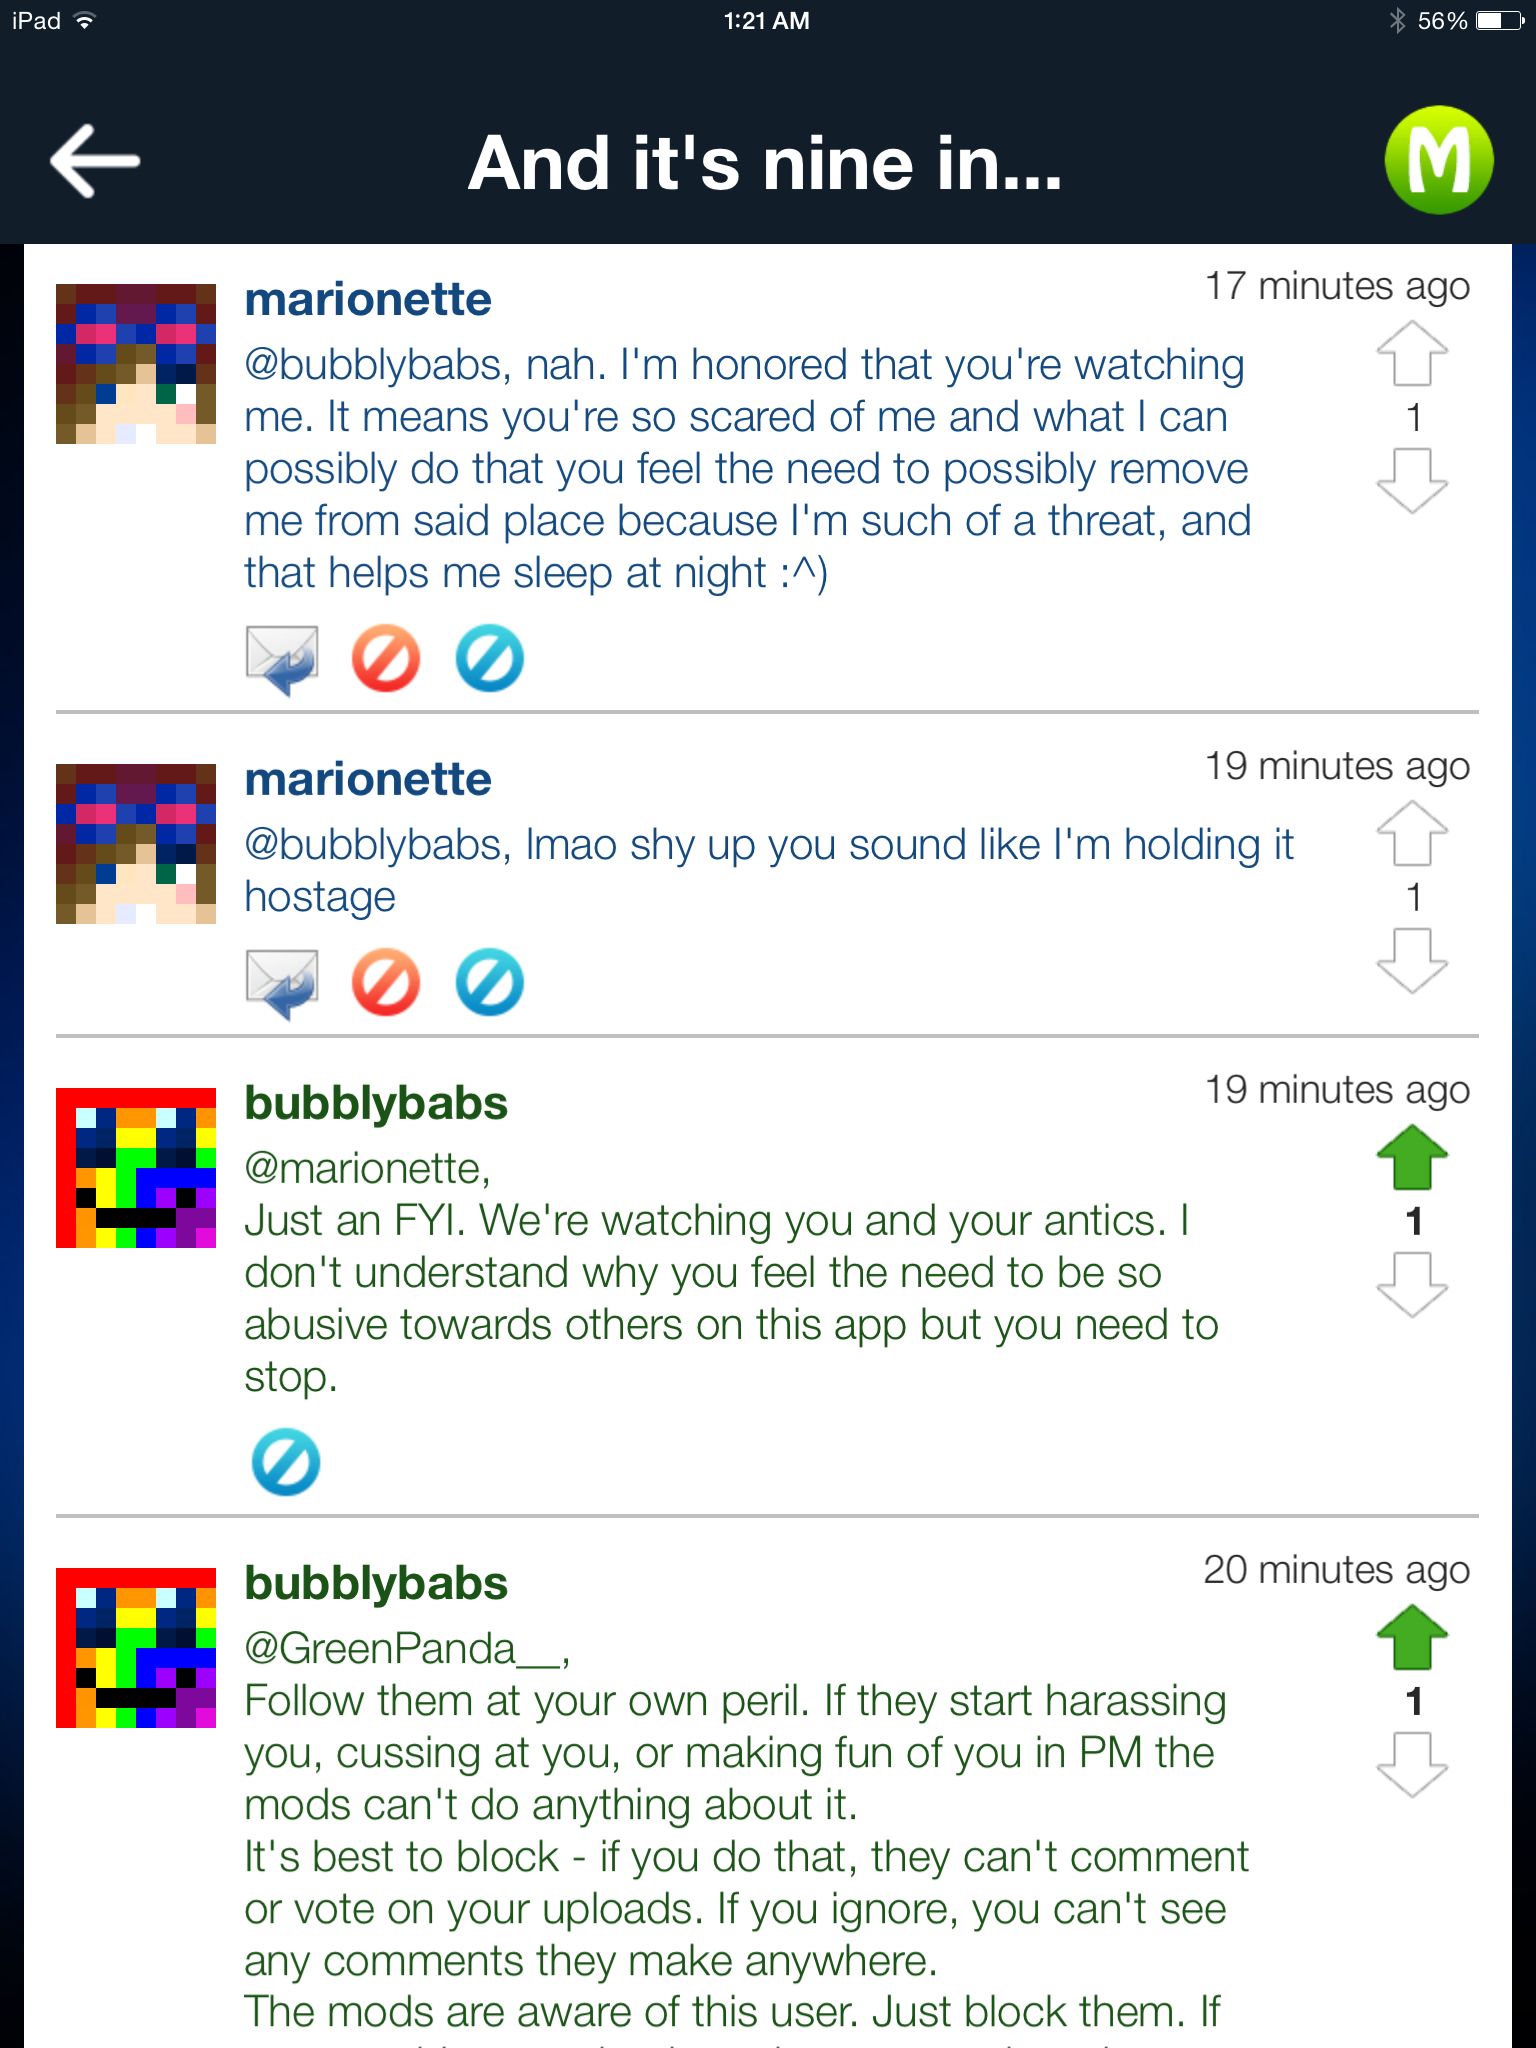 iPad 1:21 AM 56%
And it's nine in...
M
marionette 17 minutes ago
@bubblybabs, nah. I'm honored that you're watching
me. It means you're so scared of me and what I can
possibly do that you feel the need to possibly remove
me from said place because I'm such of a threat, and
that helps me sleep at night :^)
1
marionette 19 minutes ago
@bubblybabs, lmao shy up you sound like I'm holding it
hostage
1
bubblybabs 19 minutes ago
@marionette,
Just an FYI. We're watching you and your antics. I
don't understand why you feel the need to be so
abusive towards others on this app but you need to
stop.
1
bubblybabs 20 minutes ago
@GreenPanda__,
Follow them at your own peril. If they start harassing
you, cussing at you, or making fun of you in PM the
mods can't do anything about it.
It's best to block - if you do that, they can't comment
or vote on your uploads. If you ignore, you can't see
any comments they make anywhere.
The mods are aware of this user. Just block them. If
1